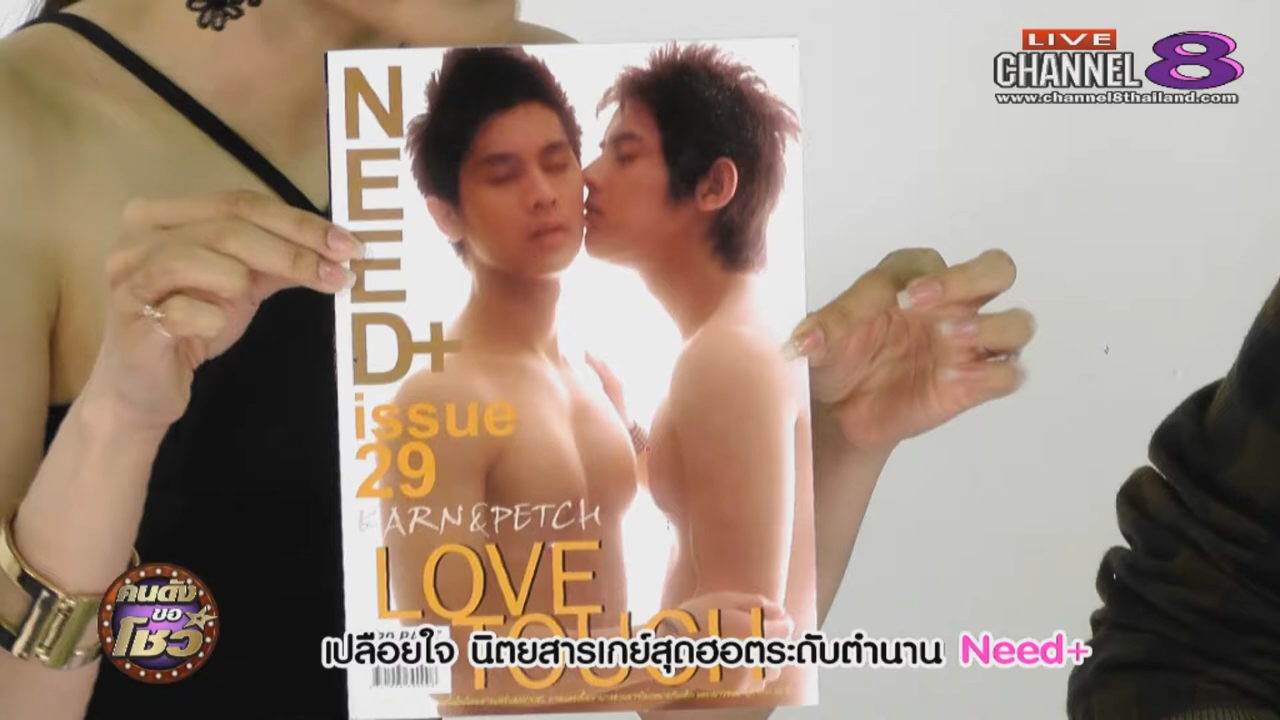 LIVE
CHANNEL 8
www.channel8thailand.com
NEED+
issue
29
KARN&PETCH
LOVE
TOUCH
คนดัง
ขอ
โชว์
เปลือยใจ นิตยสารเกย์สุดฮอตระดับตำนาน Need+